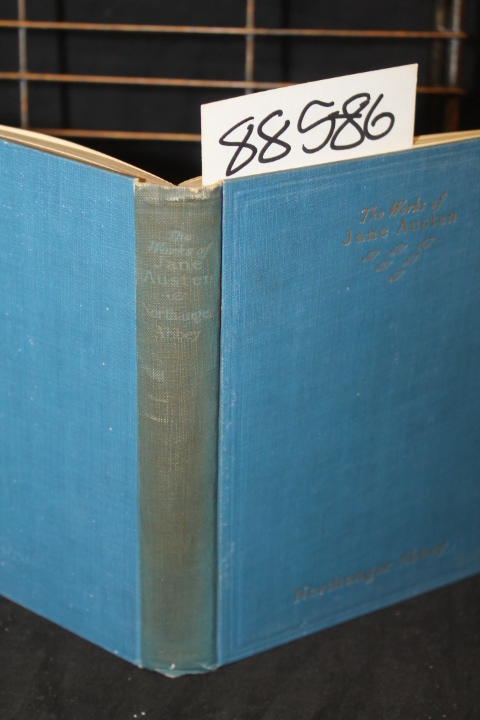 88586
The
Works of
Jane
Austen
Northanger
Abbey
The Works of
Jane Austen
Northanger Abbey